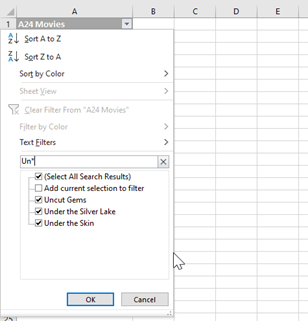 A B C D E
1 A24 Movies
Sort A to Z
Sort Z to A
Sort by Color
Sheet View
Clear Filter From "A24 Movies"
Filter by Color
Text Filters
Un*
(Select All Search Results)
Add current selection to filter
Uncut Gems
Under the Silver Lake
Under the Skin
OK Cancel
25